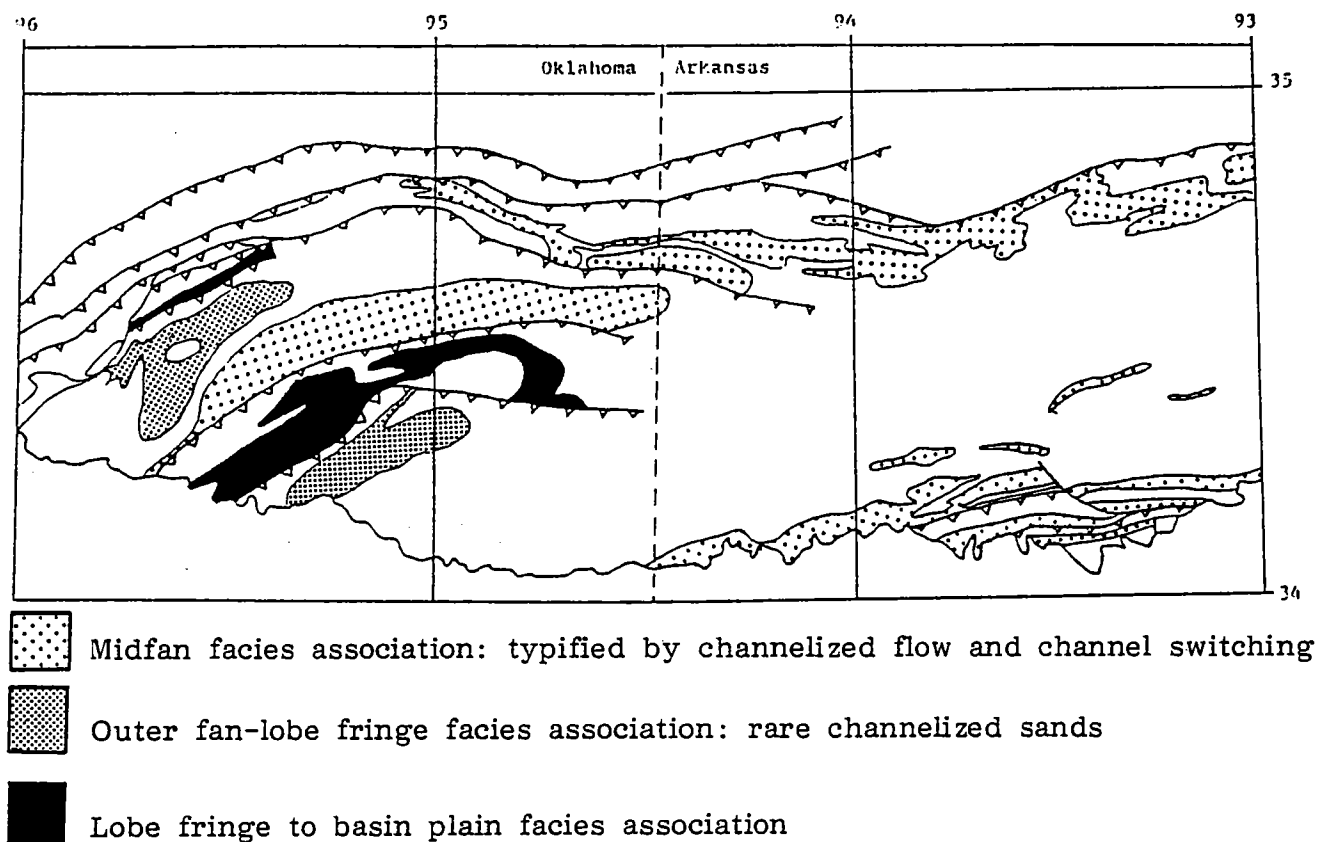 96 95 94 93
Oklahoma Arkansas
35
34
Midfan facies association: typified by channelized flow and channel switching
Outer fan-lobe fringe facies association: rare channelized sands
Lobe fringe to basin plain facies association